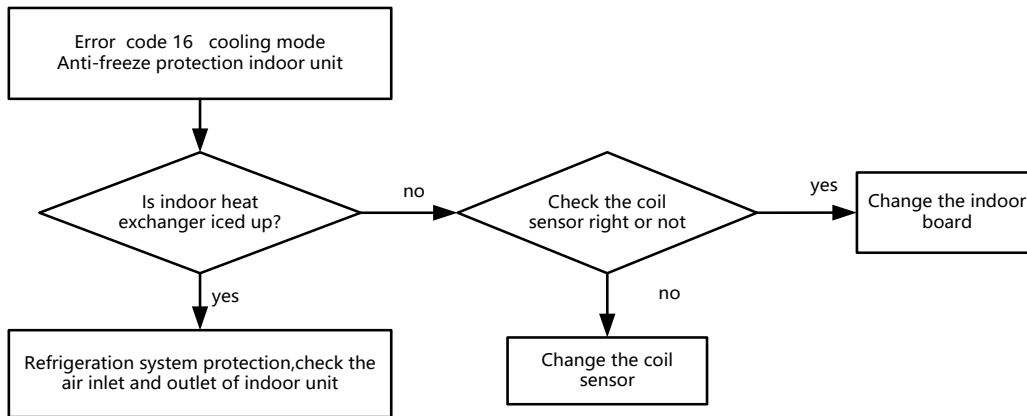 Error code 16 cooling mode
Anti-freeze protection indoor unit
Is indoor heat
exchanger iced up?
no
Check the coil
sensor right or not
yes
Change the indoor
board
yes
no
Refrigeration system protection,check the
air inlet and outlet of indoor unit
Change the coil
sensor